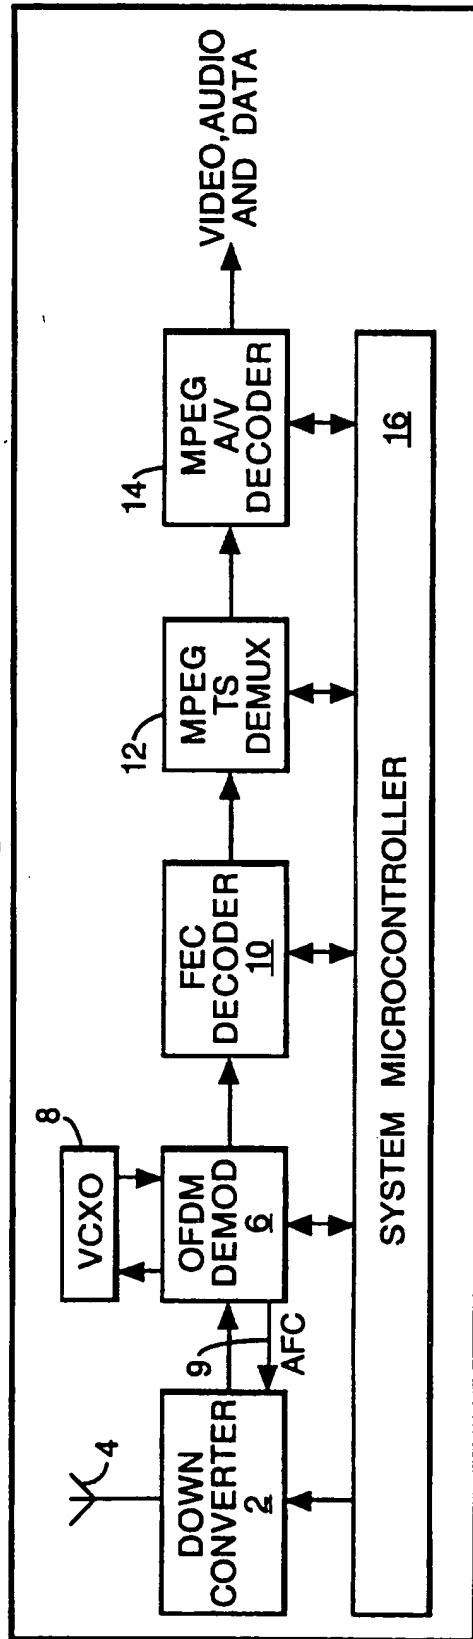 4
DOWN
CONVERTER
2
9
AFC
8
VCXO
OFDM
DEMOD
6
FEC
DECODER
10
12
MPEG
TS
DEMUX
14
MPEG
A/V
DECODER
VIDEO,AUDIO
AND DATA
SYSTEM MICROCONTROLLER
16